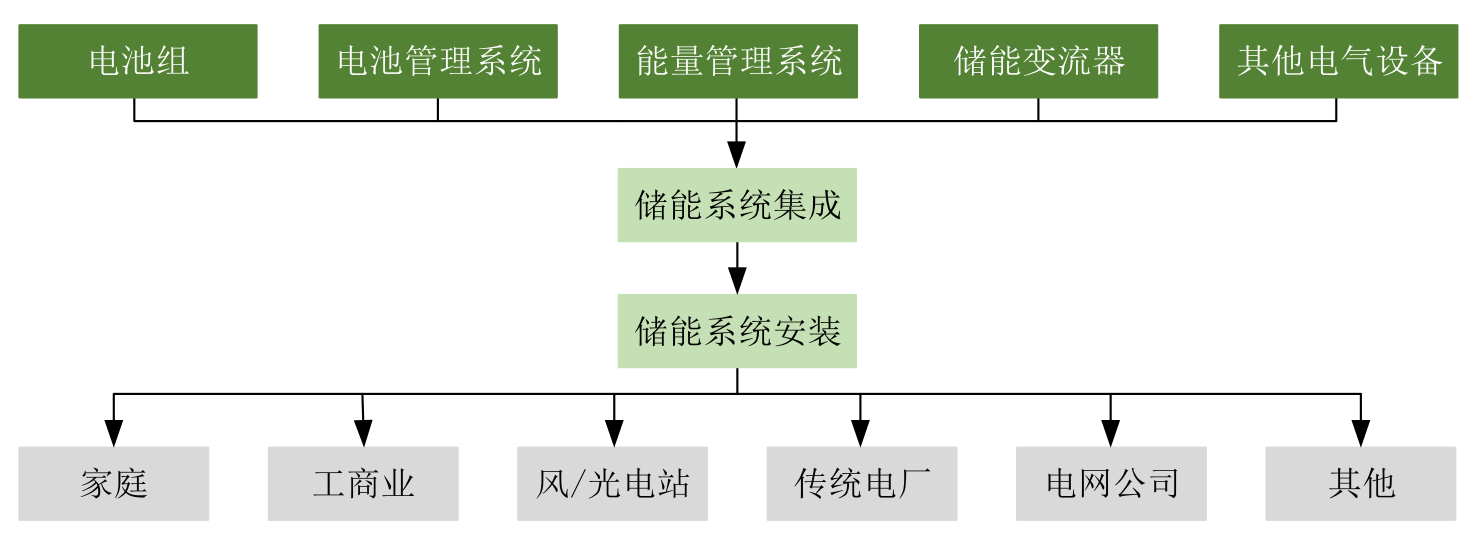 电池组
电池管理系统
能量管理系统
储能变流器
其他电气设备
储能系统集成
储能系统安装
家庭
工商业
风/光电站
传统电厂
电网公司
其他